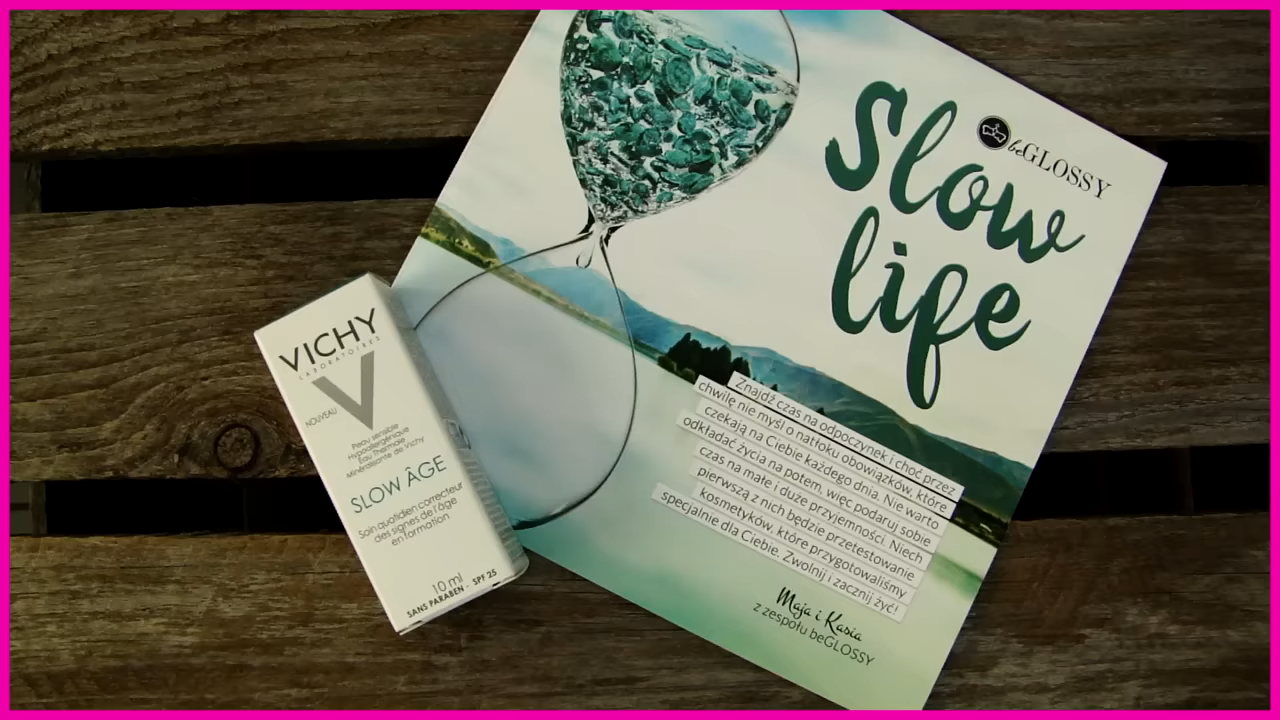 VICHY
LABORATOIRES
NOUVEAU
Peau sensible
Hypoallergénique
Eau Thermale
Minéralisante de Vichy
SLOW ÂGE
Soin quotidien correcteur
des signes de l'âge
en formation
10 ml
SANS PARABEN - SPF 25
beGLOSSY
Slow
life
Znajdź czas na odpoczynek i choć przez
chwilę nie myśl o natłoku obowiązków, które
czekają na Ciebie każdego dnia. Nie warto
odkładać życia na potem, więc podaruj sobie
czas na małe i duże przyjemności. Niech
pierwszą z nich będzie przetestowanie
kosmetyków, które przygotowaliśmy
specjalnie dla Ciebie. Zwolnij i zacznij żyć!
Maja i Kasia
z zespołu beGLOSSY